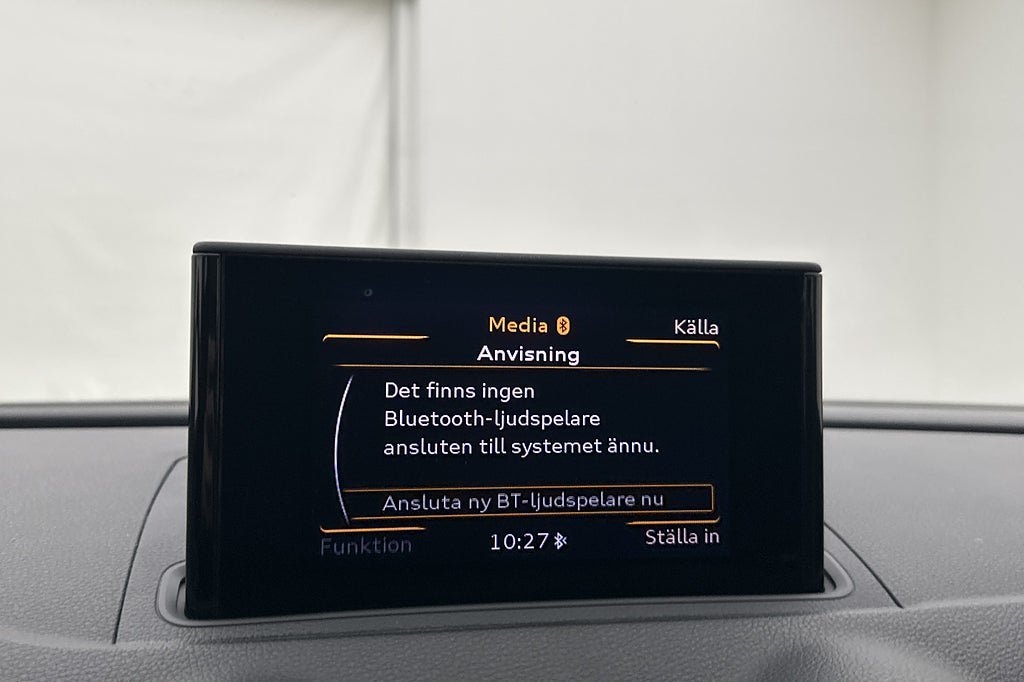 Media
Källa
Anvisning
Det finns ingen
Bluetooth-ljudspelare
ansluten till systemet ännu.
Ansluta ny BT-ljudspelare nu
Funktion
10:27
Ställa in